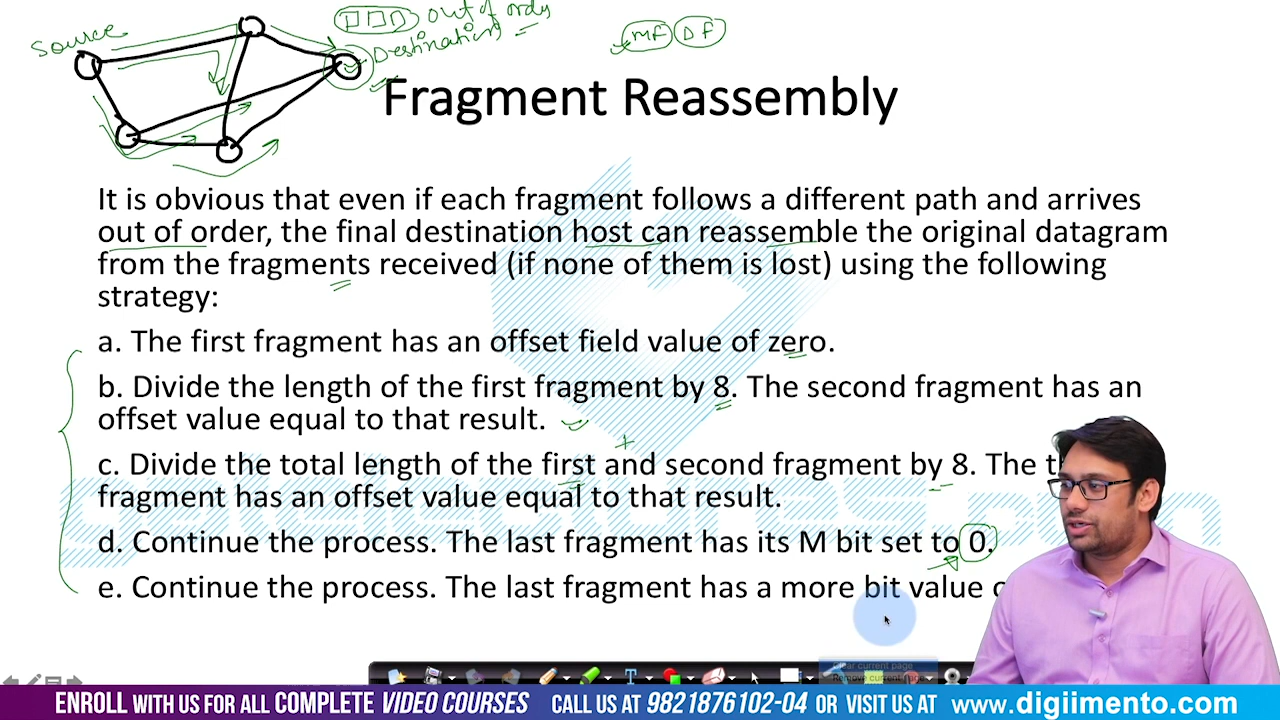 Source
out of order
Destination
MF DF
Fragment Reassembly
It is obvious that even if each fragment follows a different path and arrives
out of order, the final destination host can reassemble the original datagram
from the fragments received (if none of them is lost) using the following
strategy:
a. The first fragment has an offset field value of zero.
b. Divide the length of the first fragment by 8. The second fragment has an
offset value equal to that result.
+
c. Divide the total length of the first and second fragment by 8. The
fragment has an offset value equal to that result.
d. Continue the process. The last fragment has its M bit set to 0.
e. Continue the process. The last fragment has a more bit value
Clear current page
Remove current page
ENROLL WITH US FOR ALL COMPLETE VIDEO COURSES CALL US AT 9821876102-04 OR VISIT US AT www.digiimento.com